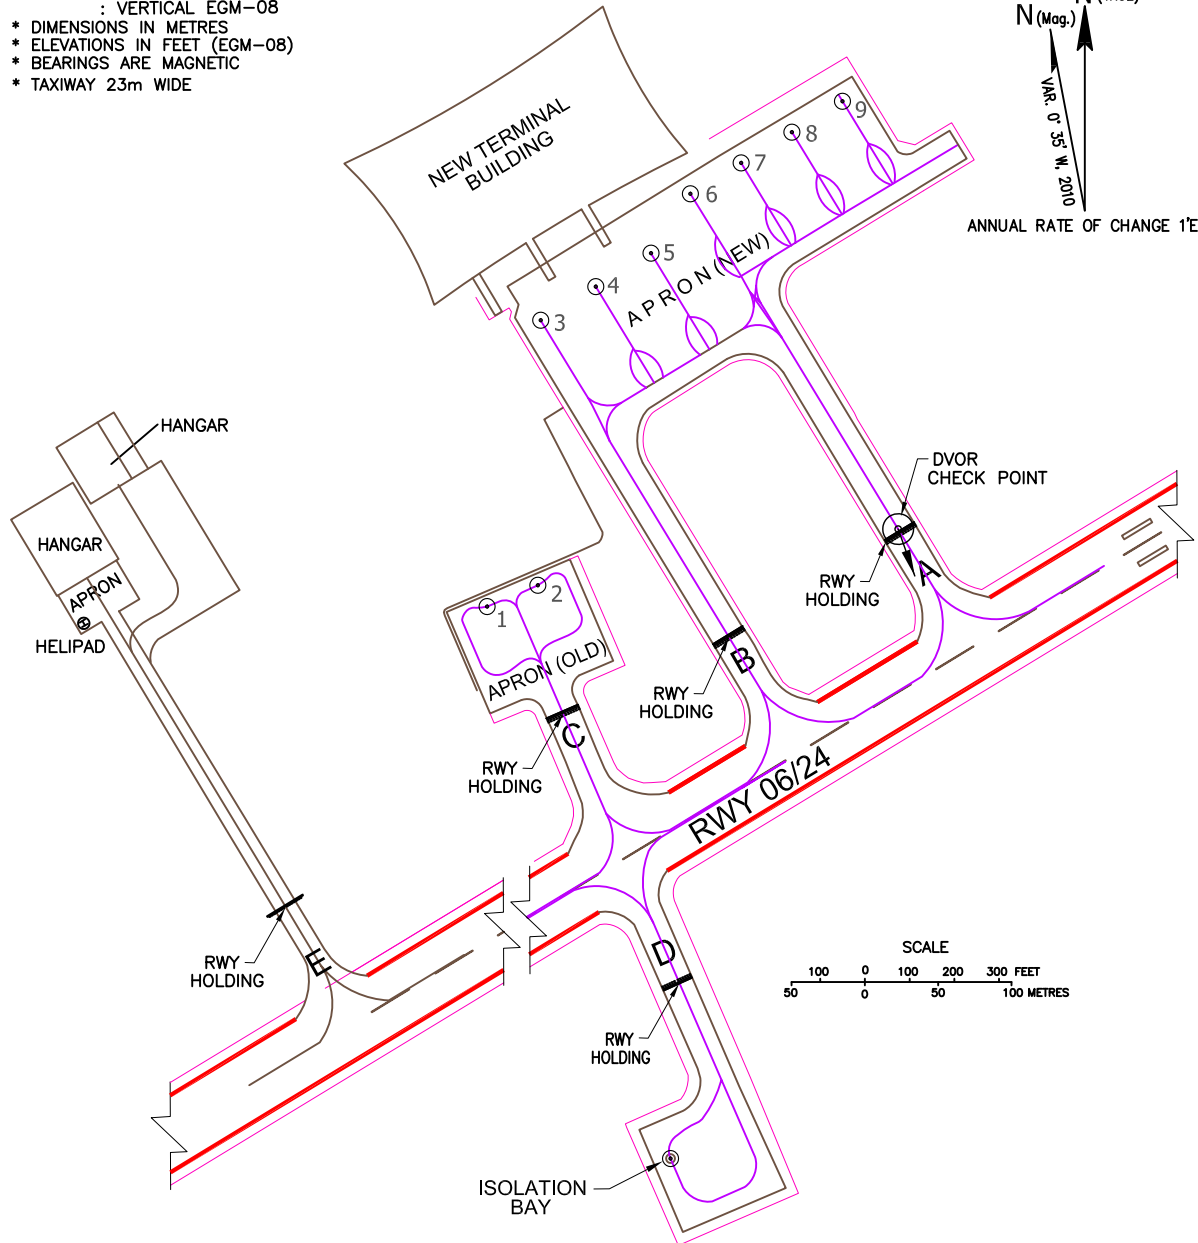 : VERTICAL EGM-08
* DIMENSIONS IN METRES
* ELEVATIONS IN FEET (EGM-08)
* BEARINGS ARE MAGNETIC
* TAXIWAY 23m WIDE
N (Mag.)
VAR. 0° 35' W, 2010
ANNUAL RATE OF CHANGE 1'E
NEW TERMINAL
BUILDING
9
8
7
6
5
4
3
APRON (NEW)
HANGAR
HANGAR
APRON
HELIPAD
DVOR
CHECK POINT
RWY
HOLDING
A
2
1
APRON (OLD)
RWY
HOLDING
B
RWY
HOLDING
C
RWY 06/24
RWY
HOLDING
E
D
RWY
HOLDING
SCALE
100 0 100 200 300 FEET
50 0 50 100 METRES
ISOLATION
BAY